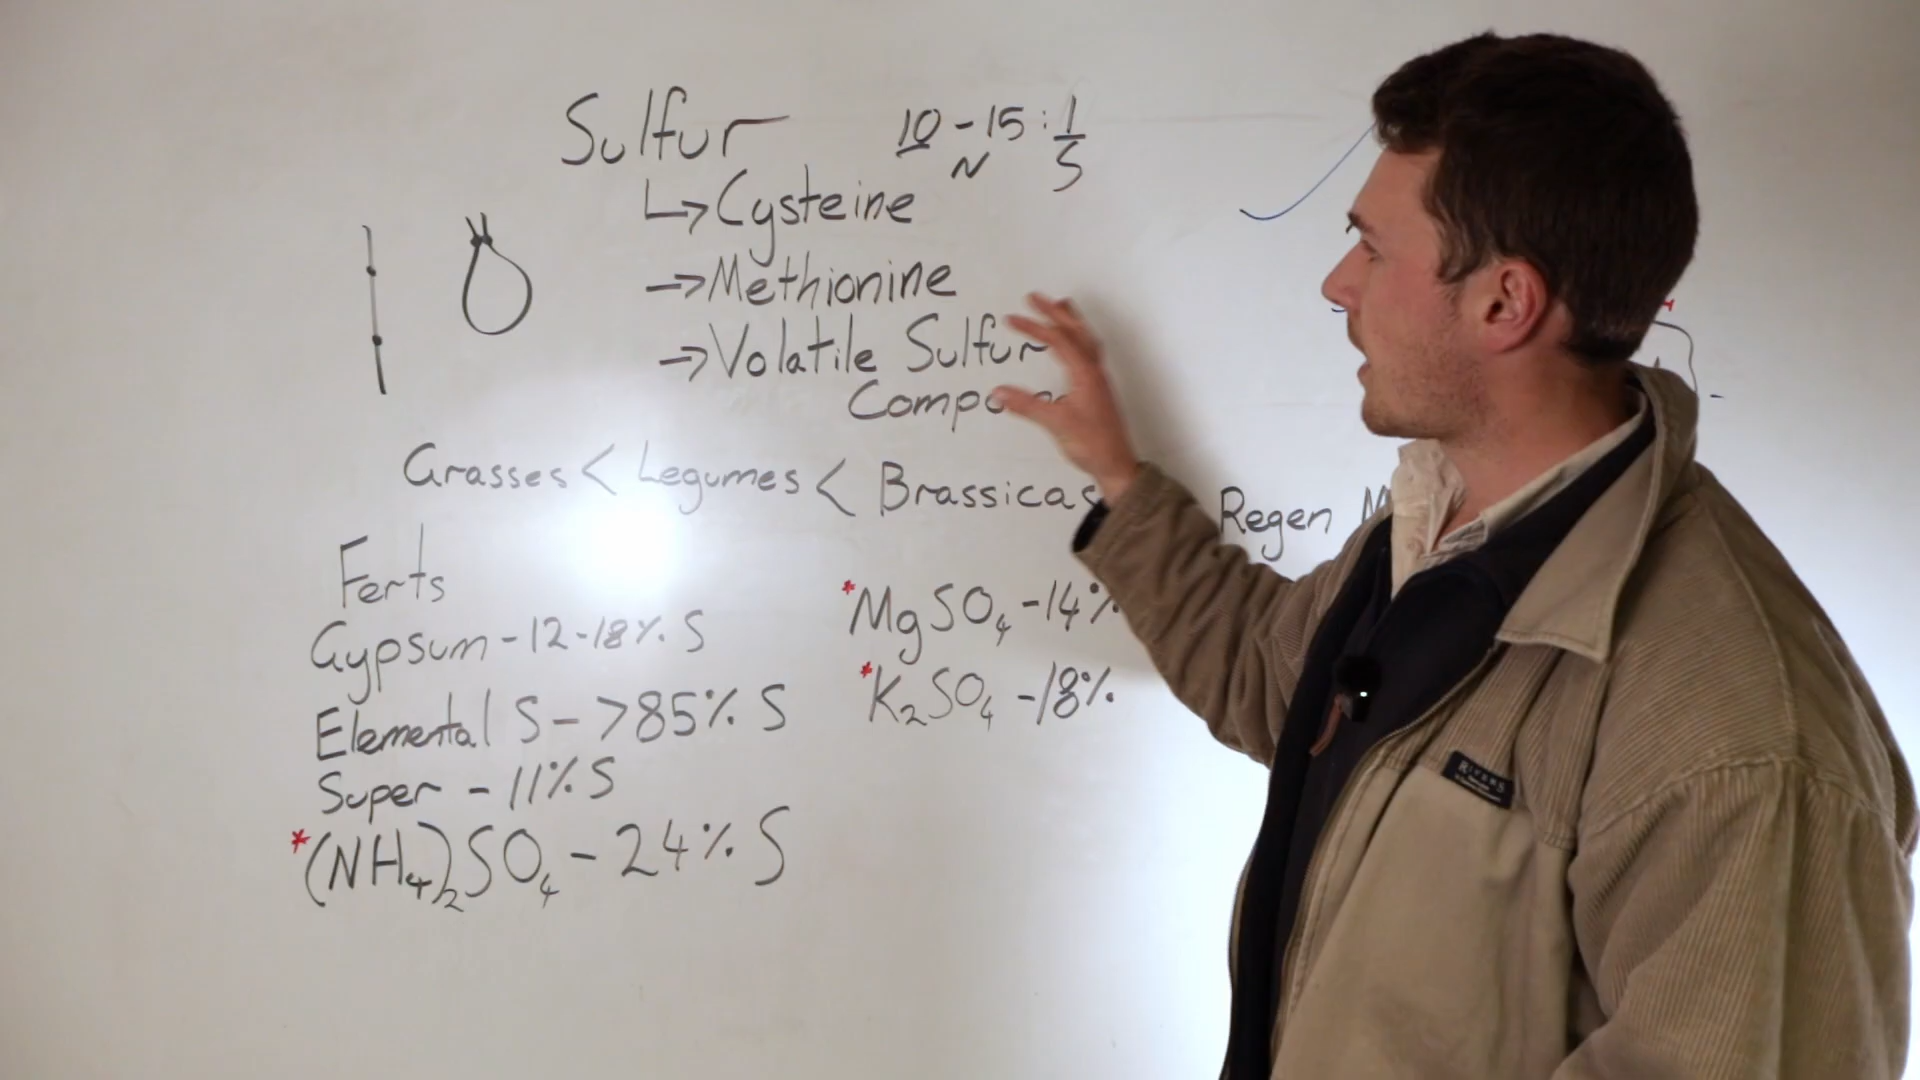 Sulfur 10-15:1
N S
↳ Cysteine
→ Methionine
→ Volatile Sulfur
Grasses < Legumes < Brassicas
Regen
Ferts
Gypsum - 12-18% S
Elemental S - >85% S
Super - 11% S
*(NH₄)₂SO₄ - 24% S
*MgSO₄ - 14%
*K₂SO₄ - 18%
RIVERS